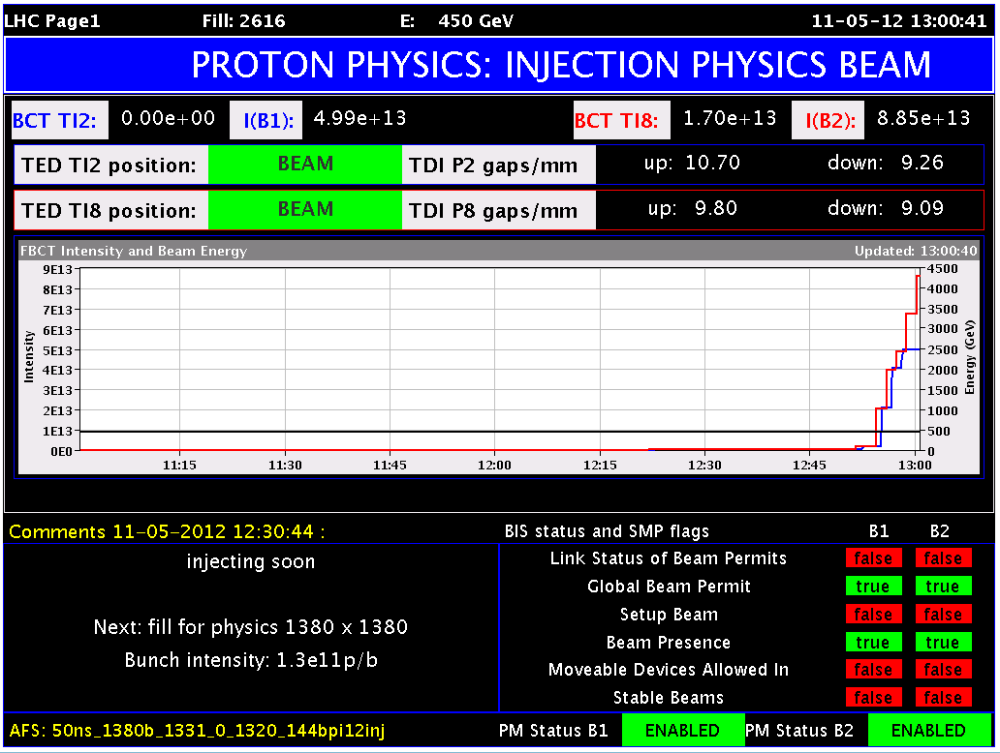 LHC Page1 Fill: 2616 E: 450 GeV 11-05-12 13:00:41
PROTON PHYSICS: INJECTION PHYSICS BEAM
BCT TI2: 0.00e+00 I(B1): 4.99e+13 BCT TI8: 1.70e+13 I(B2): 8.85e+13
TED TI2 position: BEAM TDI P2 gaps/mm up: 10.70 down: 9.26
TED TI8 position: BEAM TDI P8 gaps/mm up: 9.80 down: 9.09
FBCT Intensity and Beam Energy Updated: 13:00:40
9E13 4500
8E13 4000
7E13 3500
6E13 3000
5E13 2500
4E13 2000
3E13 1500
2E13 1000
1E13 500
0E0 0
Intensity
Energy (GeV)
11:15 11:30 11:45 12:00 12:15 12:30 12:45 13:00
Comments 11-05-2012 12:30:44 :
injecting soon
Next: fill for physics 1380 x 1380
Bunch intensity: 1.3e11p/b
BIS status and SMP flags B1 B2
Link Status of Beam Permits false false
Global Beam Permit true true
Setup Beam false false
Beam Presence true true
Moveable Devices Allowed In false false
Stable Beams false false
AFS: 50ns_1380b_1331_0_1320_144bpi12inj PM Status B1 ENABLED PM Status B2 ENABLED